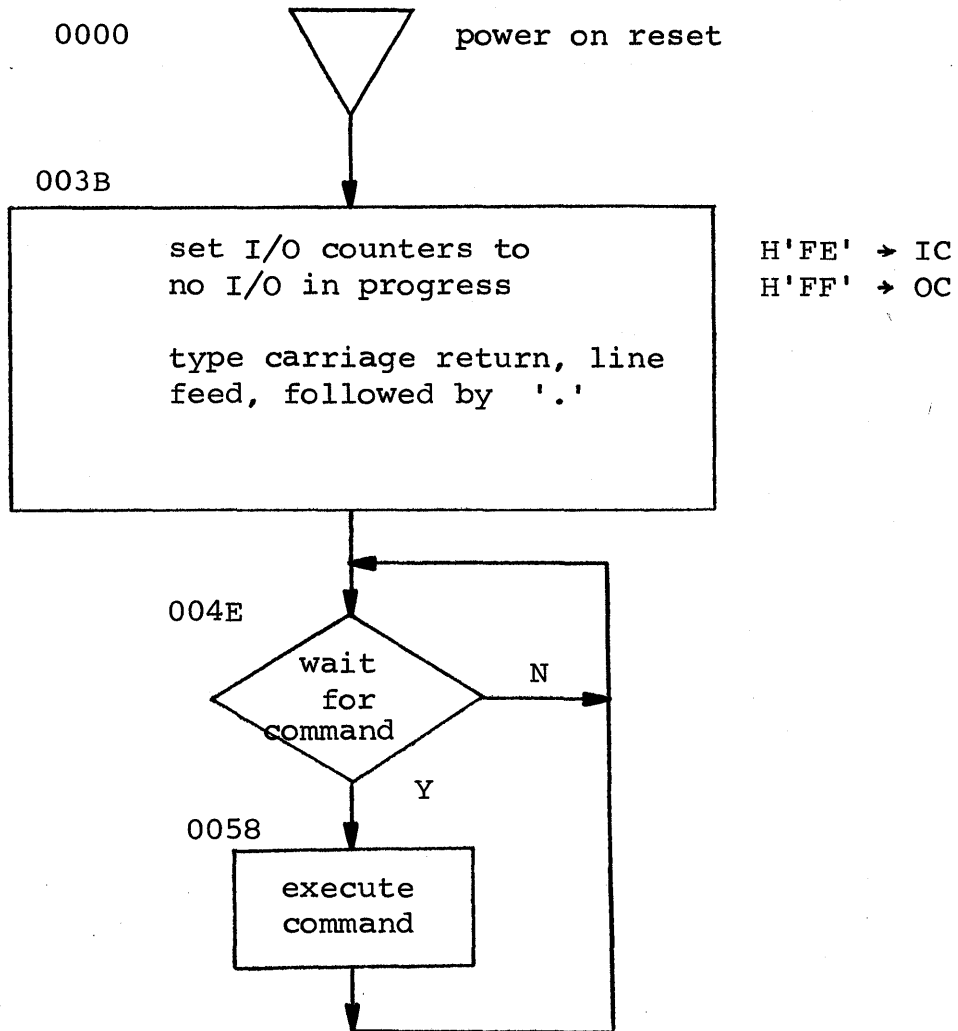 0000
power on reset
003B
set I/O counters to
no I/O in progress
H'FE' → IC
H'FF' → OC
type carriage return, line
feed, followed by '.'
004E
wait
for
command
N
Y
0058
execute
command